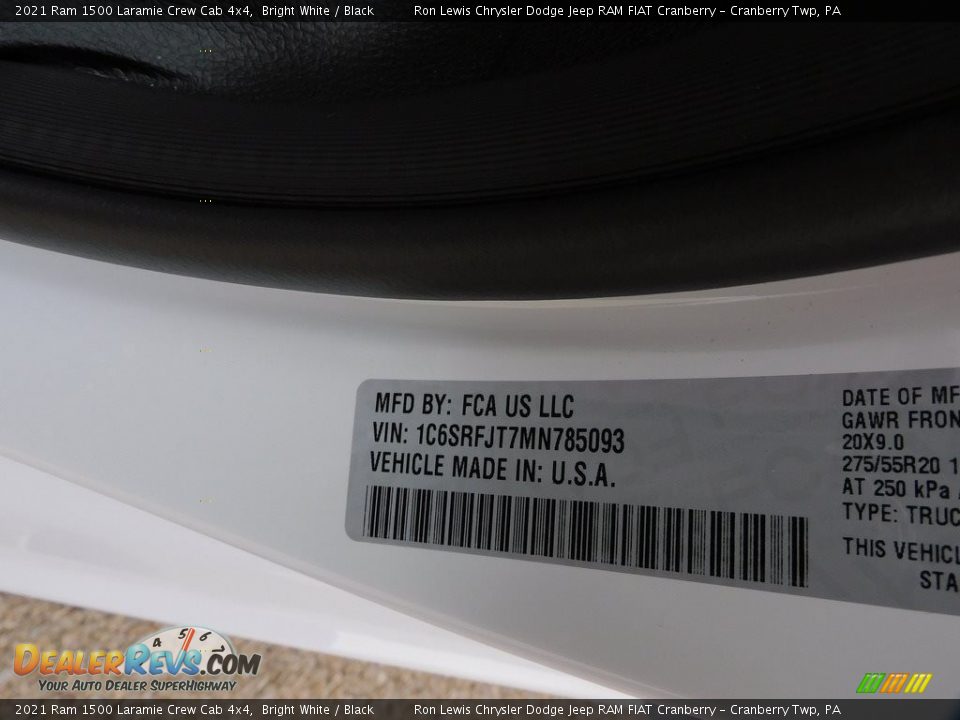 2021 Ram 1500 Laramie Crew Cab 4x4, Bright White / Black Ron Lewis Chrysler Dodge Jeep RAM FIAT Cranberry - Cranberry Twp, PA
MFD BY: FCA US LLC
VIN: 1C6SRFJT7MN785093
VEHICLE MADE IN: U.S.A.
DATE OF MF
GAWR FRON
20X9.0
275/55R20 1
AT 250 kPa
TYPE: TRUC
THIS VEHICL
STA
4 5 6 7
DEALERREVS.COM
YOUR AUTO DEALER SUPERHIGHWAY
2021 Ram 1500 Laramie Crew Cab 4x4, Bright White / Black Ron Lewis Chrysler Dodge Jeep RAM FIAT Cranberry - Cranberry Twp, PA